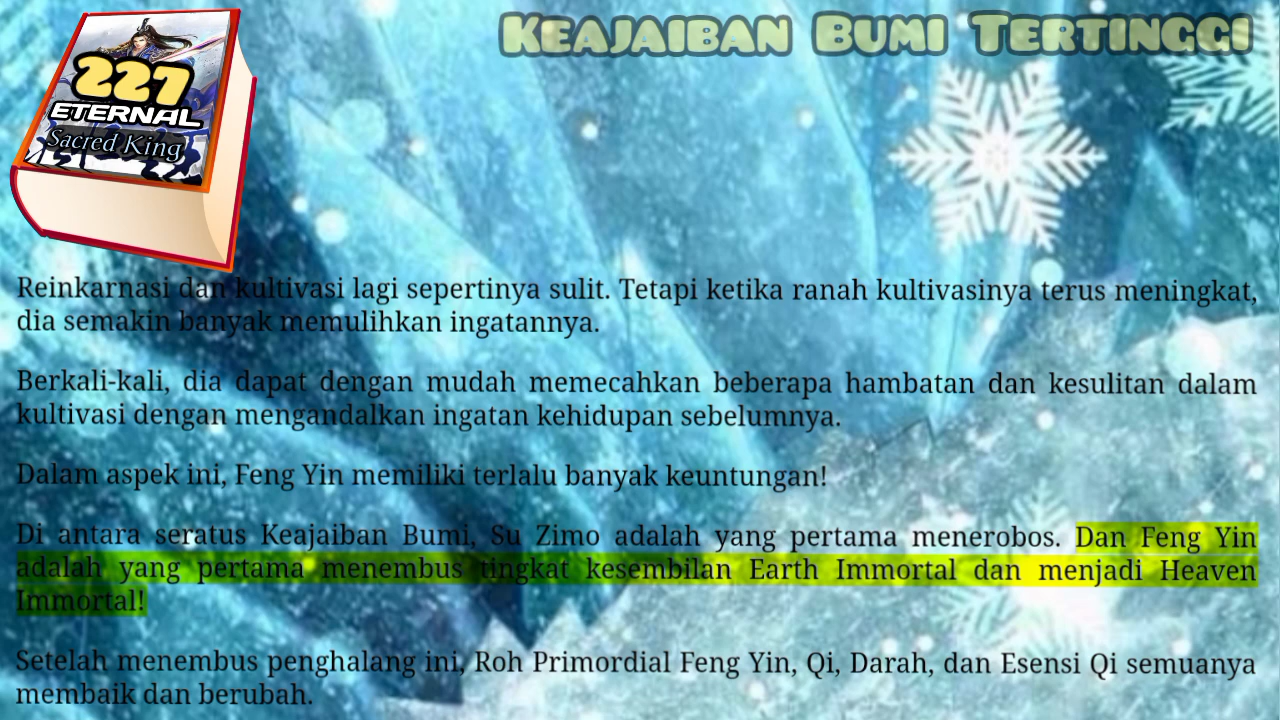 Keajaiban Bumi Tertinggi
227
ETERNAL
Sacred King
Reinkarnasi dan kultivasi lagi sepertinya sulit. Tetapi ketika ranah kultivasinya terus meningkat,
dia semakin banyak memulihkan ingatannya.
Berkali-kali, dia dapat dengan mudah memecahkan beberapa hambatan dan kesulitan dalam
kultivasi dengan mengandalkan ingatan kehidupan sebelumnya.
Dalam aspek ini, Feng Yin memiliki terlalu banyak keuntungan!
Di antara seratus Keajaiban Bumi, Su Zimo adalah yang pertama menerobos. Dan Feng Yin
adalah yang pertama menembus tingkat kesembilan Earth Immortal dan menjadi Heaven
Immortal!
Setelah menembus penghalang ini, Roh Primordial Feng Yin, Qi, Darah, dan Esensi Qi semuanya
membaik dan berubah.